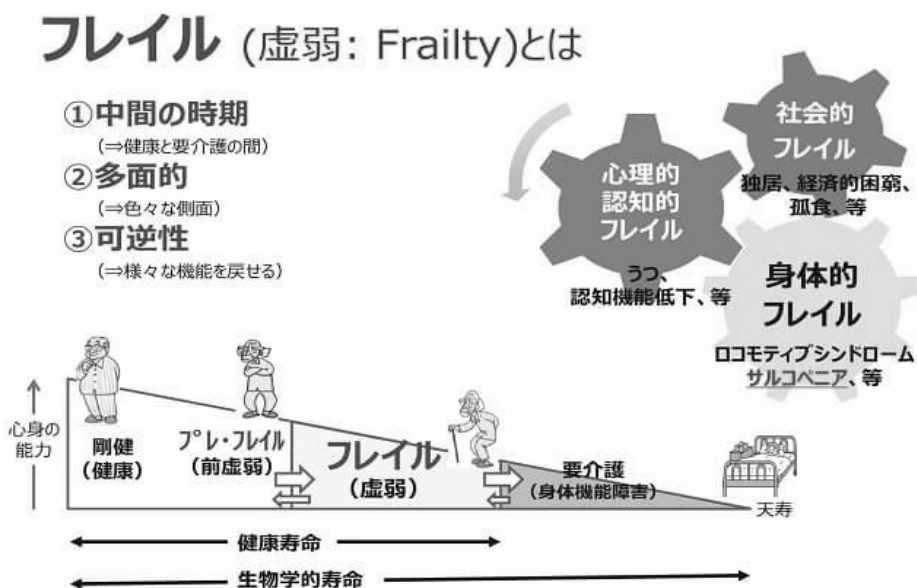 フレイル (虚弱: Frailty)とは
①中間の時期
(⇒健康と要介護の間)
②多面的
(⇒色々な側面)
③可逆性
(⇒様々な機能を戻せる)
社会的
フレイル
独居、経済的困窮、
孤食、等
心理的
認知的
フレイル
うつ、
認知機能低下、等
身体的
フレイル
ロコモティブシンドローム
サルコペニア、等
心身の
能力
剛健
(健康)
プレ・フレイル
(前虚弱)
フレイル
(虚弱)
要介護
(身体機能障害)
天寿
健康寿命
生物学的寿命